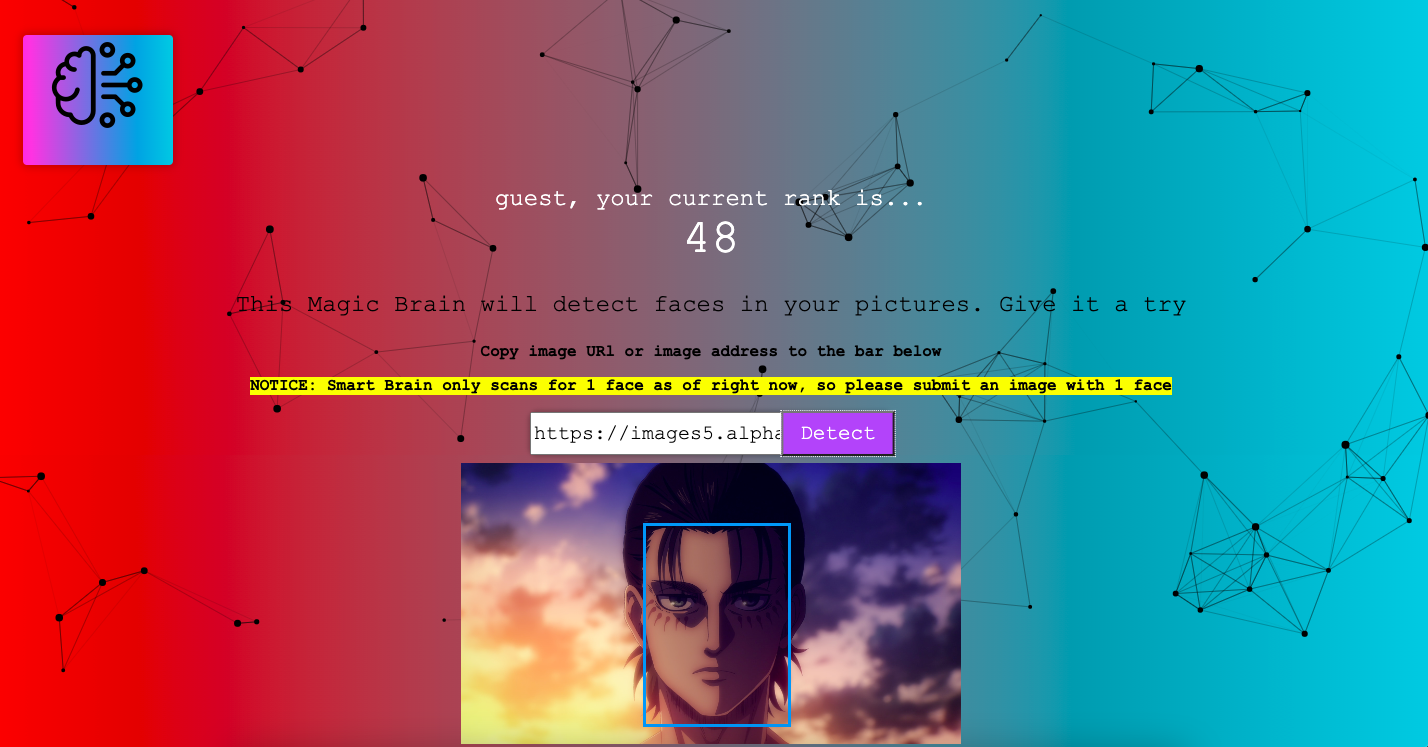 guest, your current rank is...
48
This Magic Brain will detect faces in your pictures. Give it a try
Copy image URl or image address to the bar below
NOTICE: Smart Brain only scans for 1 face as of right now, so please submit an image with 1 face
https://images5.alpha Detect